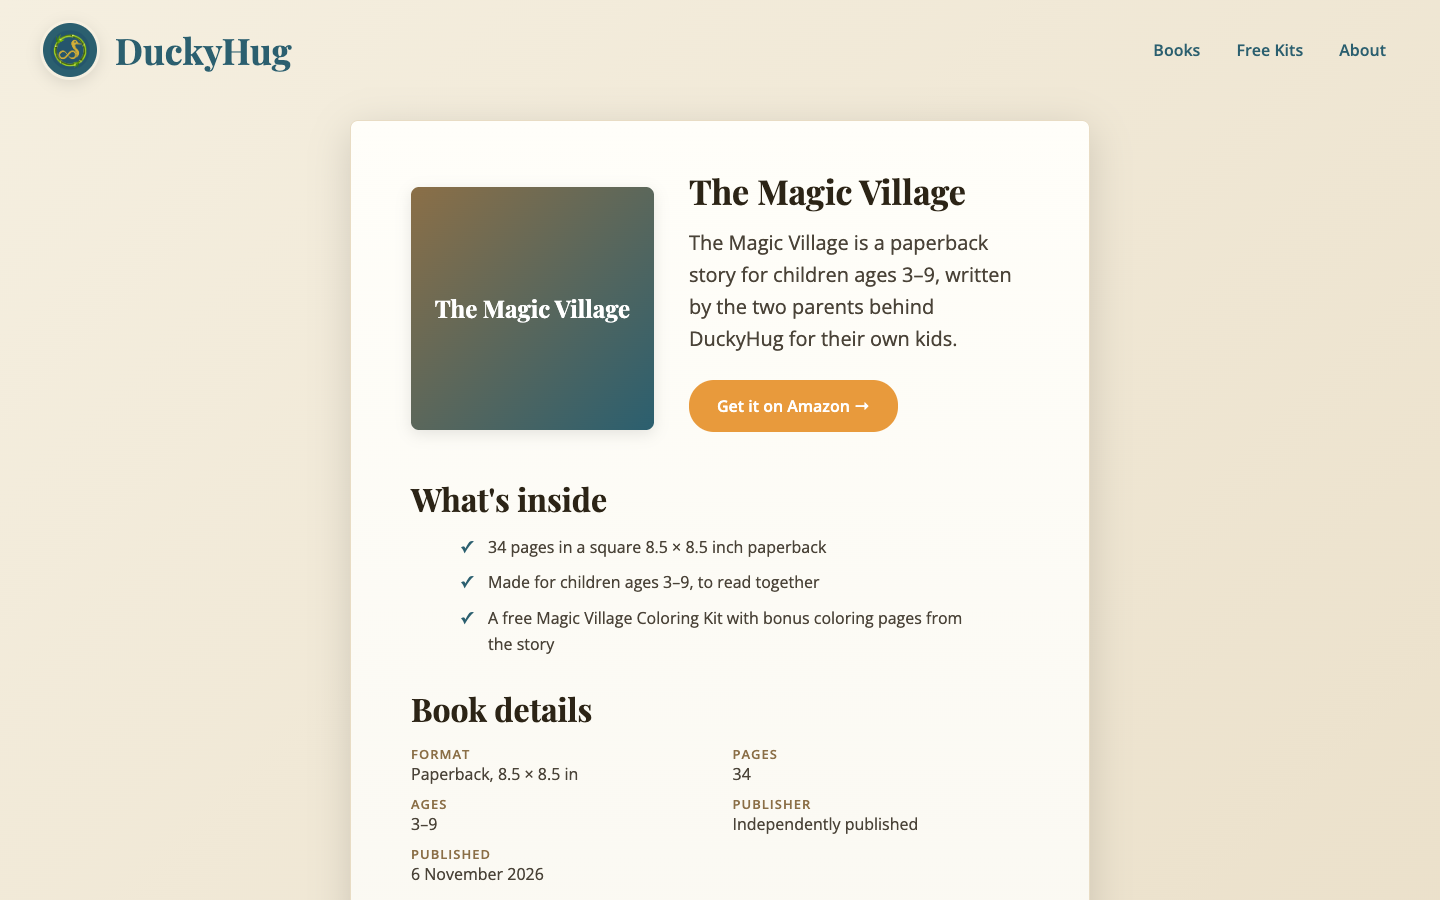 DuckyHug
Books
Free Kits
About
The Magic Village
The Magic Village
The Magic Village is a paperback
story for children ages 3–9, written
by the two parents behind
DuckyHug for their own kids.
Get it on Amazon →
What's inside
✓ 34 pages in a square 8.5 × 8.5 inch paperback
✓ Made for children ages 3–9, to read together
✓ A free Magic Village Coloring Kit with bonus coloring pages from
the story
Book details
FORMAT
Paperback, 8.5 × 8.5 in
PAGES
34
AGES
3–9
PUBLISHER
Independently published
PUBLISHED
6 November 2026